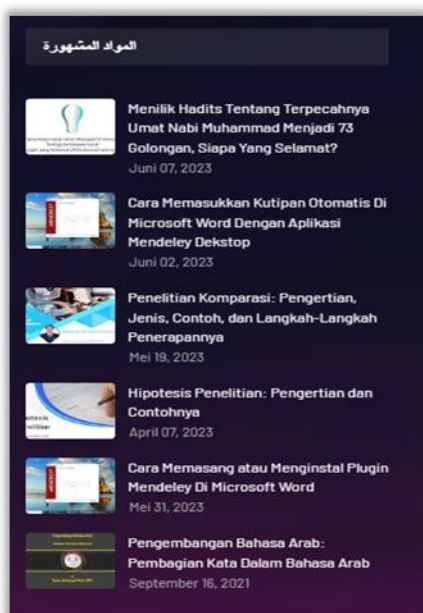 المواد المشهورة
Menilik Hadits Tentang Terpecahnya
Umat Nabi Muhammad Menjadi 73
Golongan, Siapa Yang Selamat?
Juni 07, 2023
Cara Memasukkan Kutipan Otomatis Di
Microsoft Word Dengan Aplikasi
Mendeley Dekstop
Juni 02, 2023
Penelitian Komparasi: Pengertian,
Jenis, Contoh, dan Langkah-Langkah
Penerapannya
Mei 19, 2023
Hipotesis Penelitian: Pengertian dan
Contohnya
April 07, 2023
Cara Memasang atau Menginstal Plugin
Mendeley Di Microsoft Word
Mei 31, 2023
Pengembangan Bahasa Arab:
Pembagian Kata Dalam Bahasa Arab
September 16, 2021